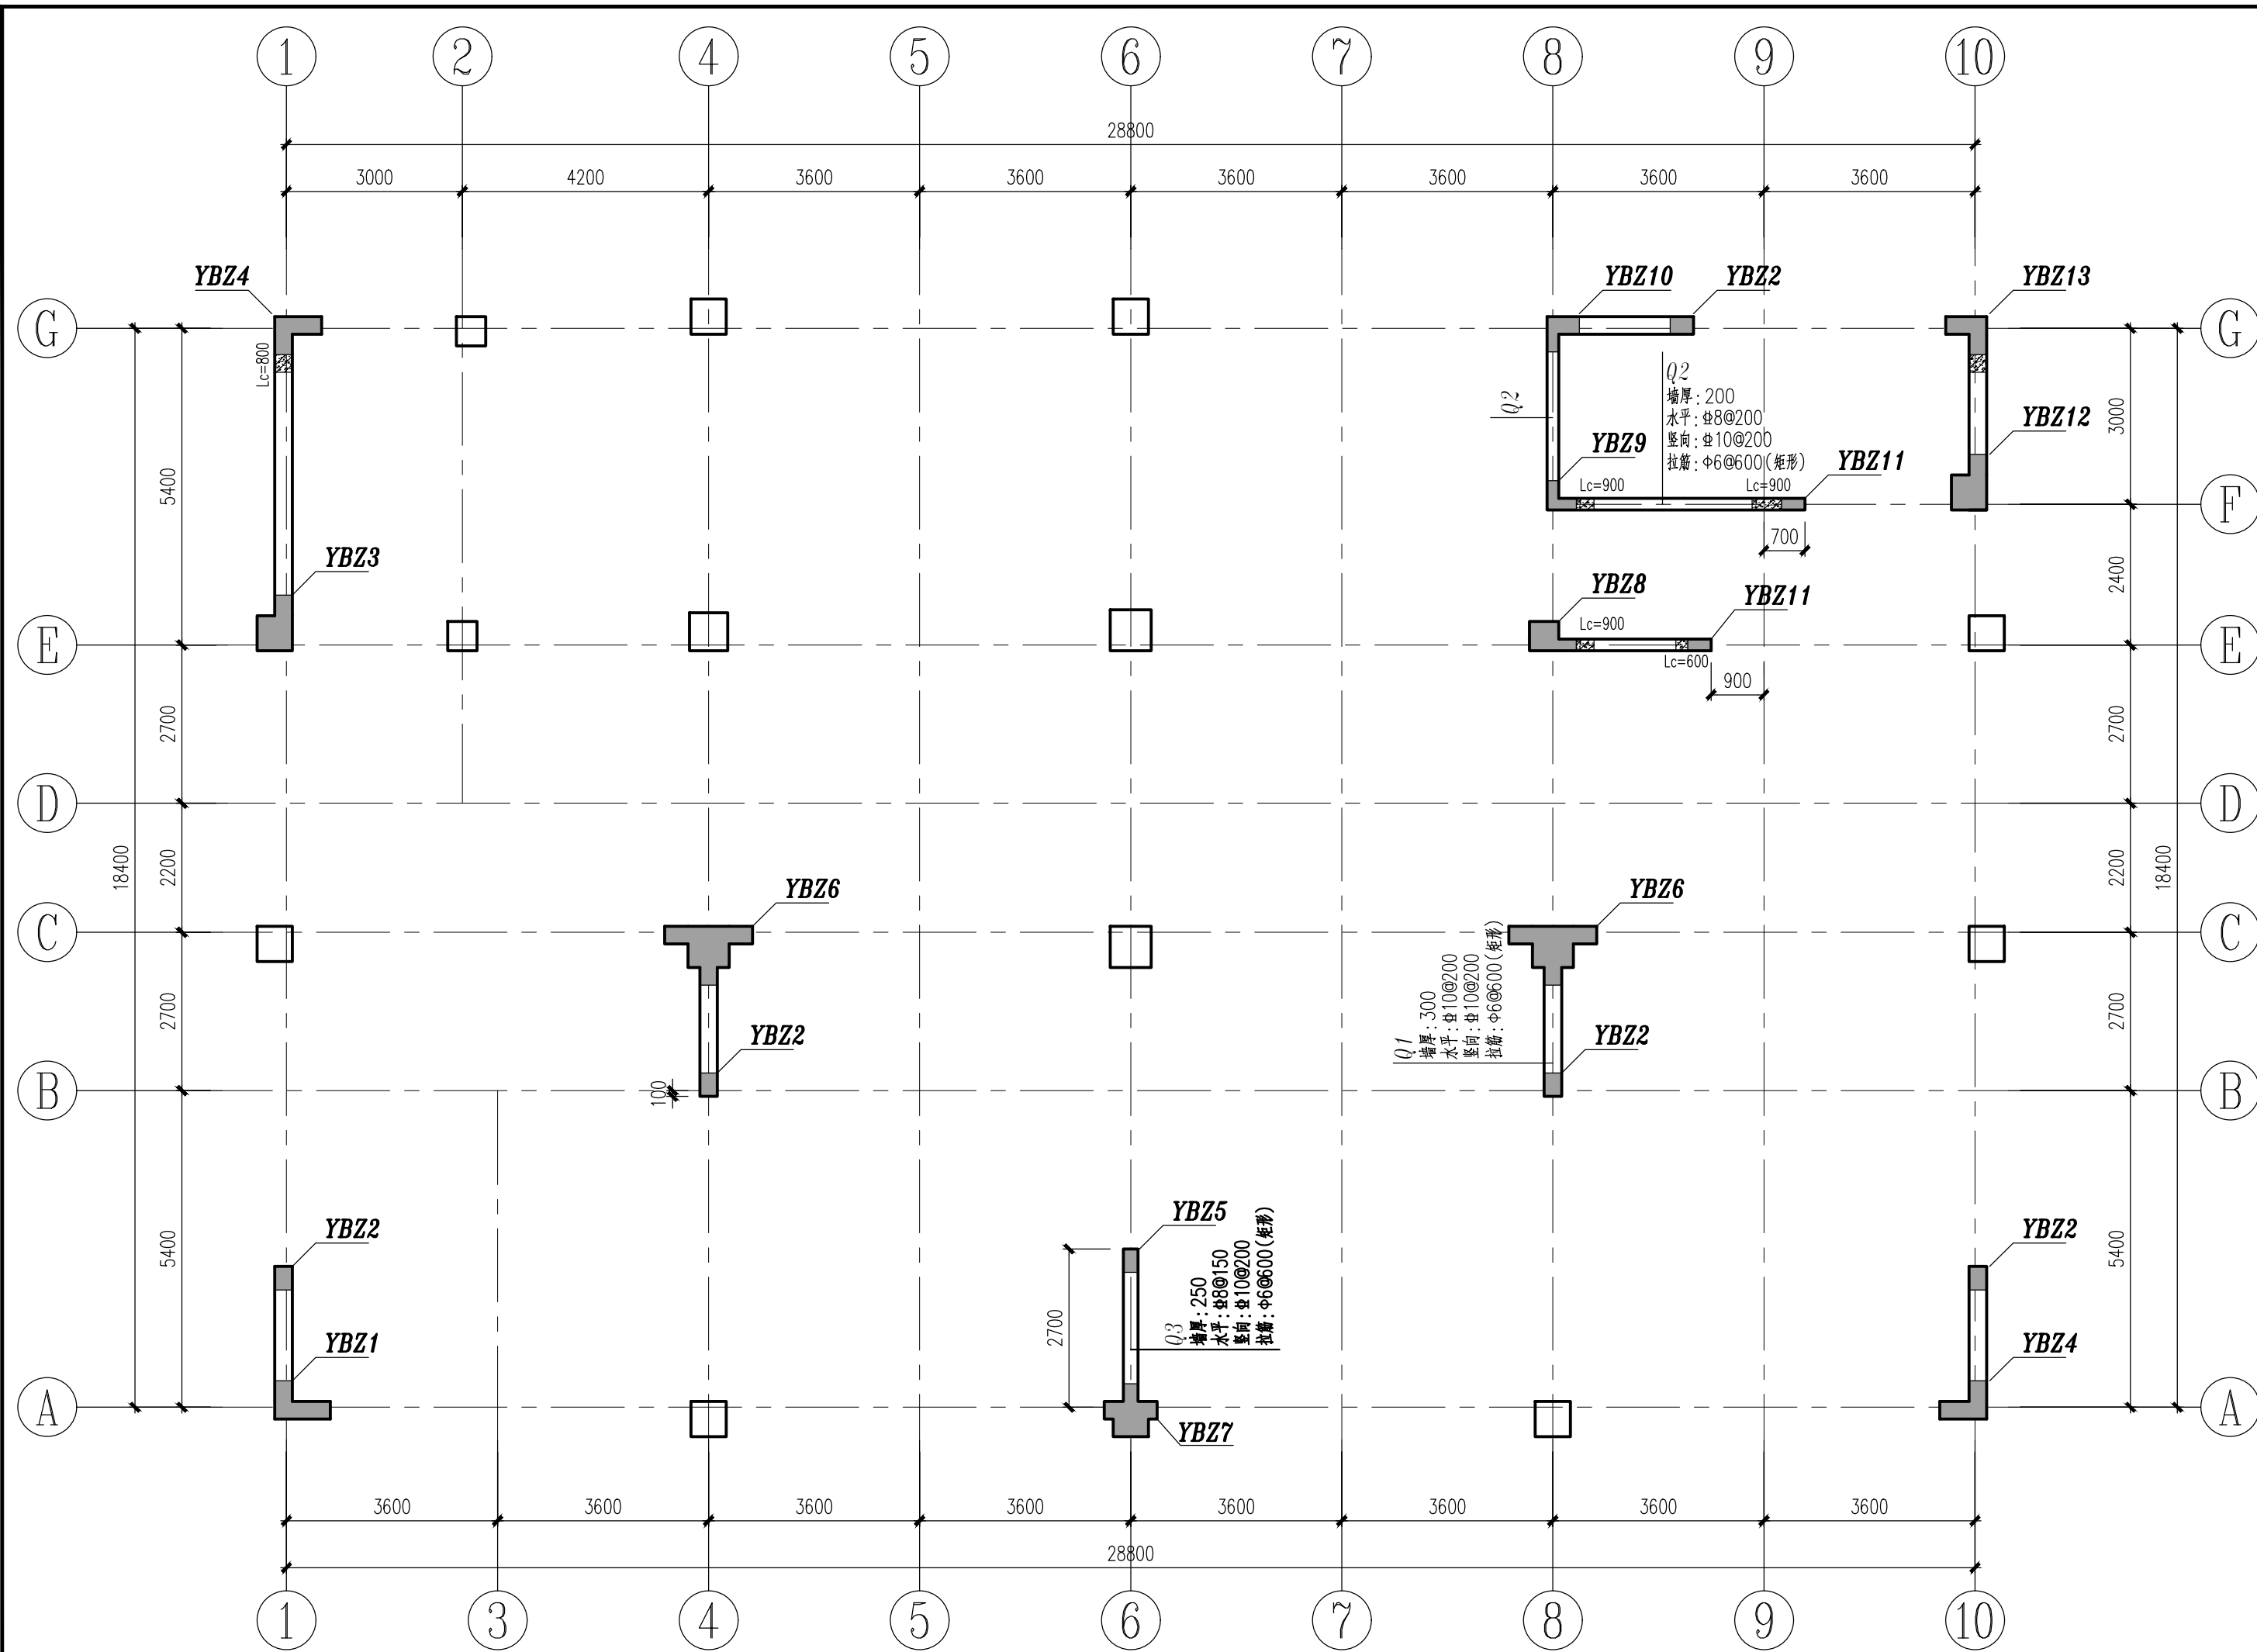 1 2 4 5 6 7 8 9 10
28800
3000 4200 3600 3600 3600 3600 3600 3600
YBZ4 YBZ10 YBZ2 YBZ13
G G
Lc=800
Q2
Q2
墙厚:200
水平:⌽8@200
竖向:⌽10@200
拉筋:Φ6@600(矩形)
3000
YBZ12
YBZ9 YBZ11
5400
Lc=900 Lc=900
F
700
YBZ3
2400
YBZ8 YBZ11
Lc=900
E E
Lc=600
900
2700 2700
D D
18400 2200 2200 18400
YBZ6 YBZ6
C C
Q1
墙厚:300
水平:⌽10@200
竖向:⌽10@200
拉筋:Φ6@600(矩形)
2700 2700
YBZ2 YBZ2
B B
100
YBZ2 YBZ5 YBZ2
5400 5400
2700
Q3
墙厚:250
水平:⌽8@150
竖向:⌽10@200
拉筋:Φ6@600(矩形)
YBZ1 YBZ4
A A
YBZ7
3600 3600 3600 3600 3600 3600 3600 3600
28800
1 3 4 5 6 7 8 9 10